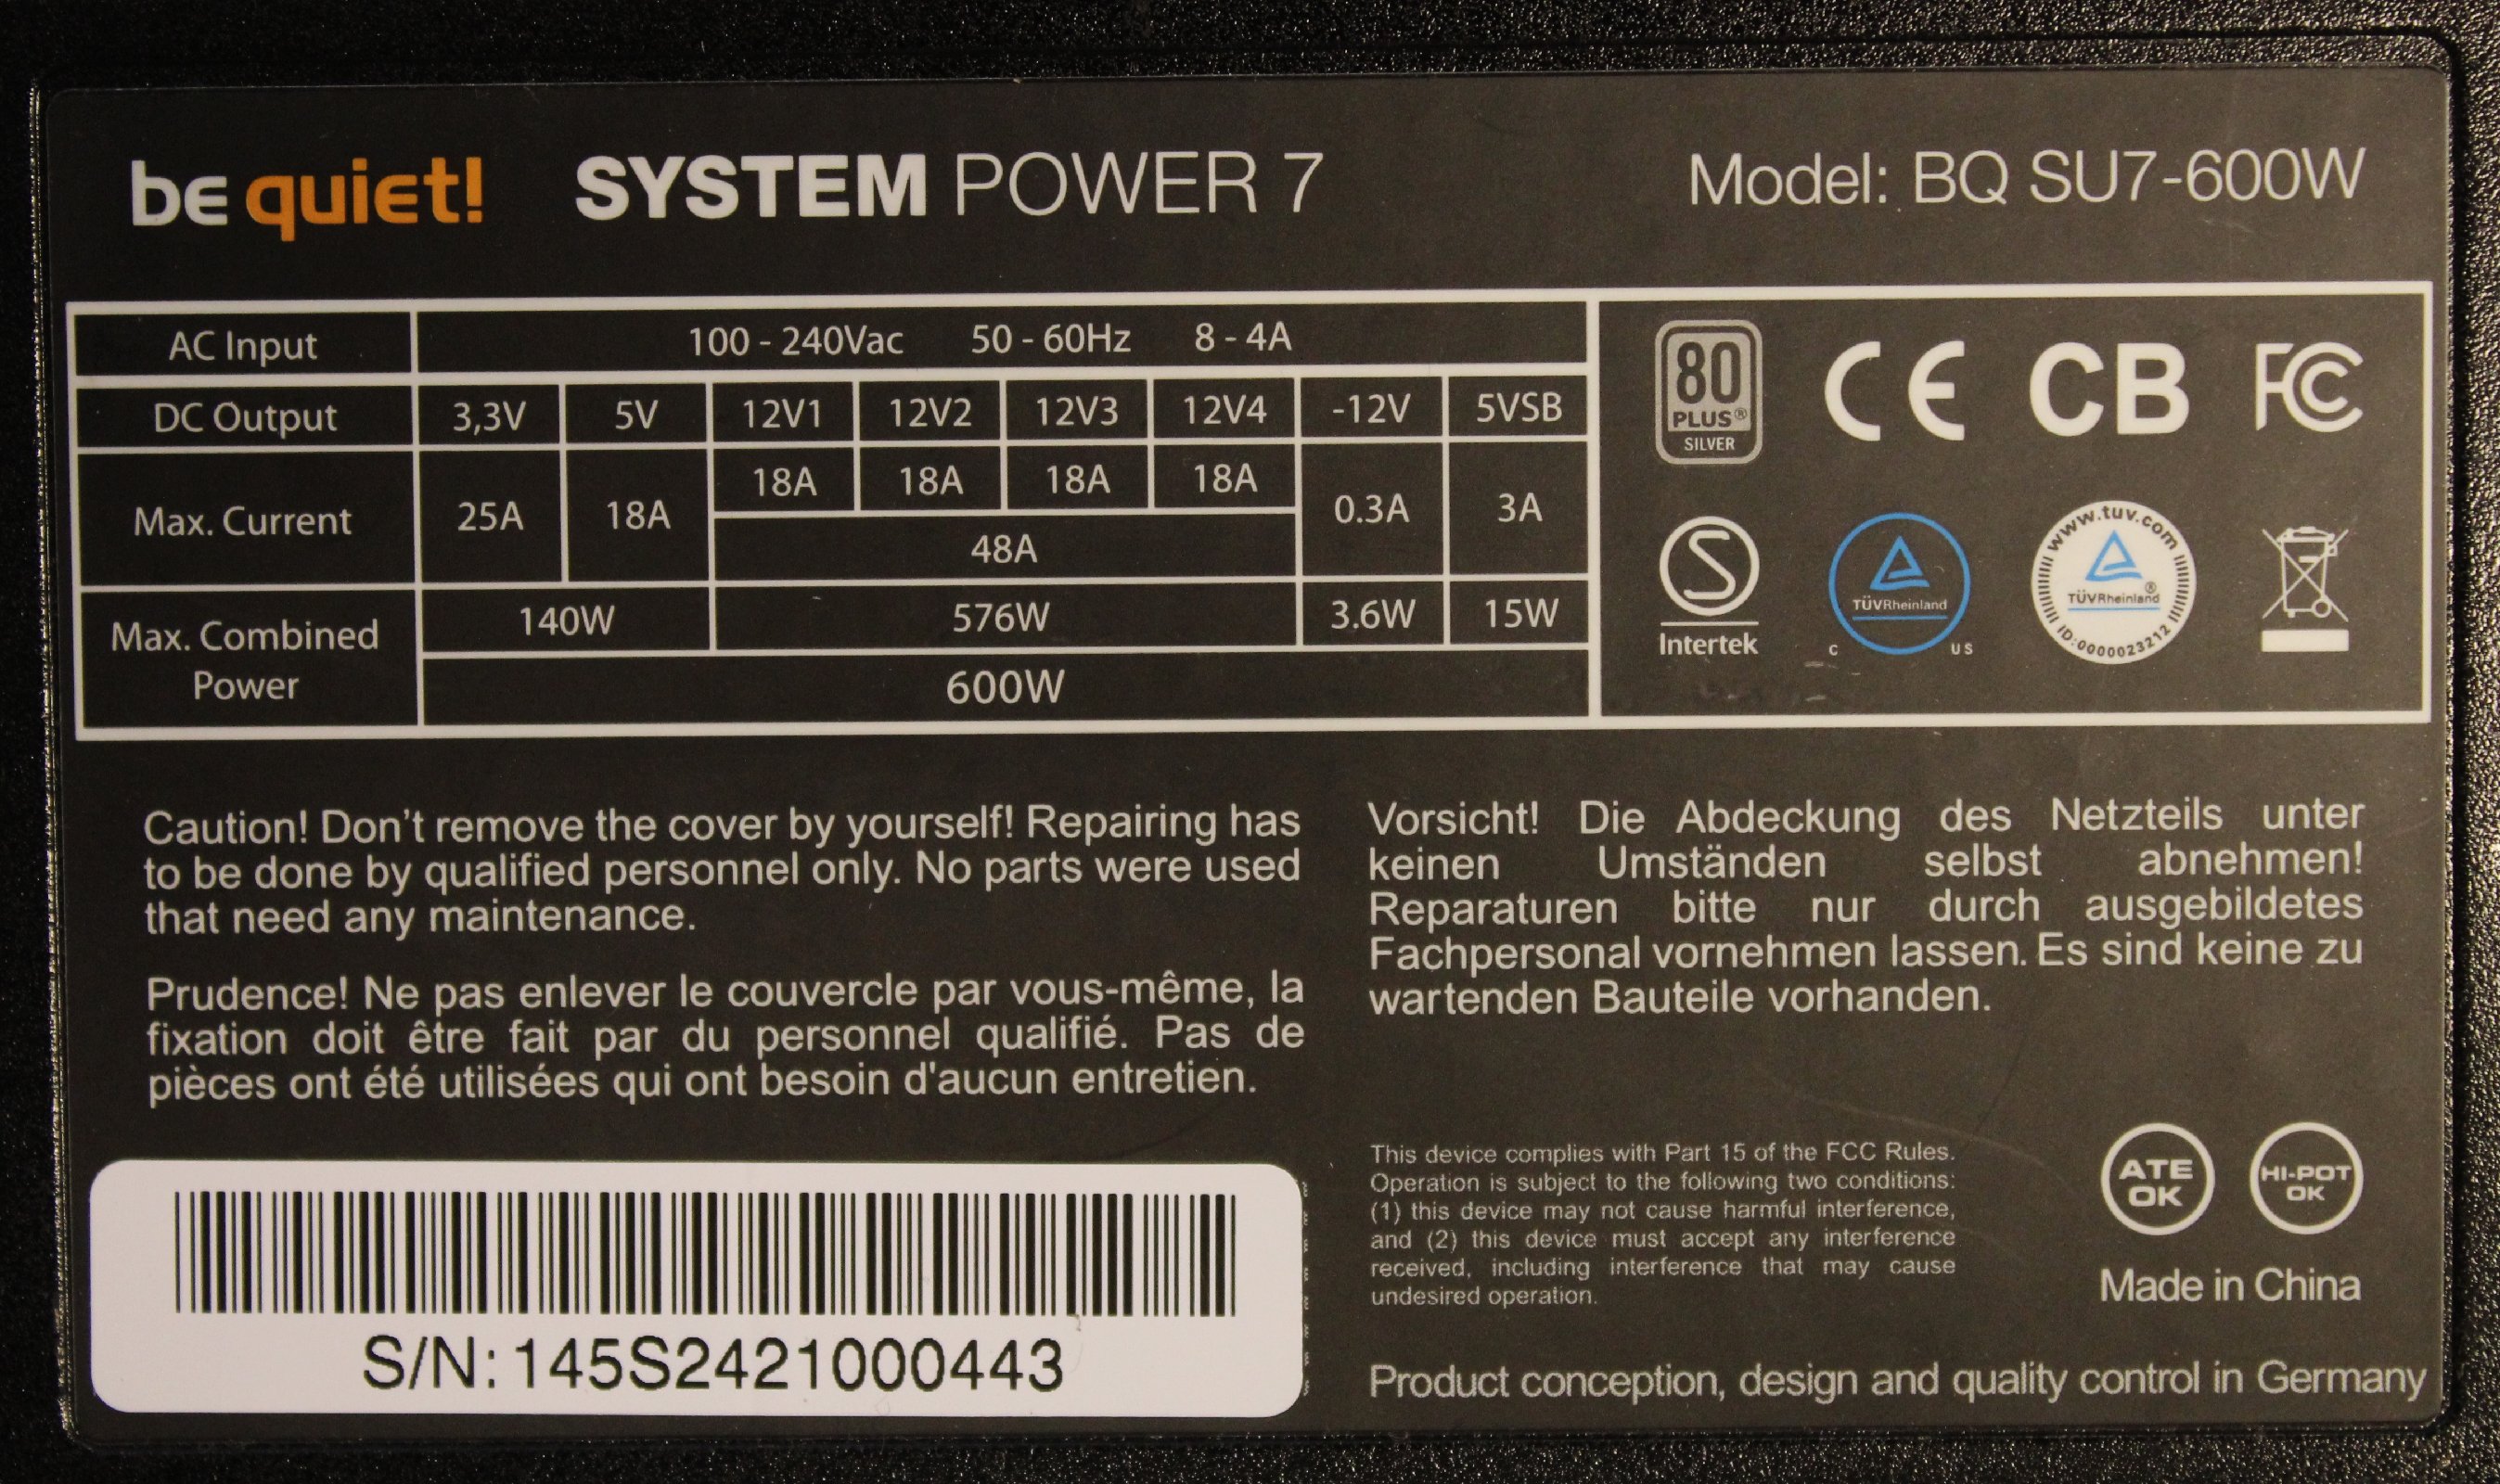 be quiet! SYSTEM POWER 7 Model: BQ SU7-600W
AC Input 100 - 240Vac 50 - 60Hz 8 - 4A
DC Output 3,3V 5V 12V1 12V2 12V3 12V4 -12V 5VSB
Max. Current 25A 18A 18A 18A 18A 18A 0.3A 3A
48A
Max. Combined Power 140W 576W 3.6W 15W
600W
80 PLUS® SILVER
CE CB FC
Intertek
TÜVRheinland
C US
www.tuv.com
TÜVRheinland®
ID:0000023212
Caution! Don't remove the cover by yourself! Repairing has
to be done by qualified personnel only. No parts were used
that need any maintenance.
Prudence! Ne pas enlever le couvercle par vous-même, la
fixation doit être fait par du personnel qualifié. Pas de
pièces ont été utilisées qui ont besoin d'aucun entretien.
Vorsicht! Die Abdeckung des Netzteils unter
keinen Umständen selbst abnehmen!
Reparaturen bitte nur durch ausgebildetes
Fachpersonal vornehmen lassen. Es sind keine zu
wartenden Bauteile vorhanden.
S/N: 145S2421000443
This device complies with Part 15 of the FCC Rules.
Operation is subject to the following two conditions:
(1) this device may not cause harmful interference,
and (2) this device must accept any interference
received, including interference that may cause
undesired operation.
ATE OK
HI-POT OK
Made in China
Product conception, design and quality control in Germany